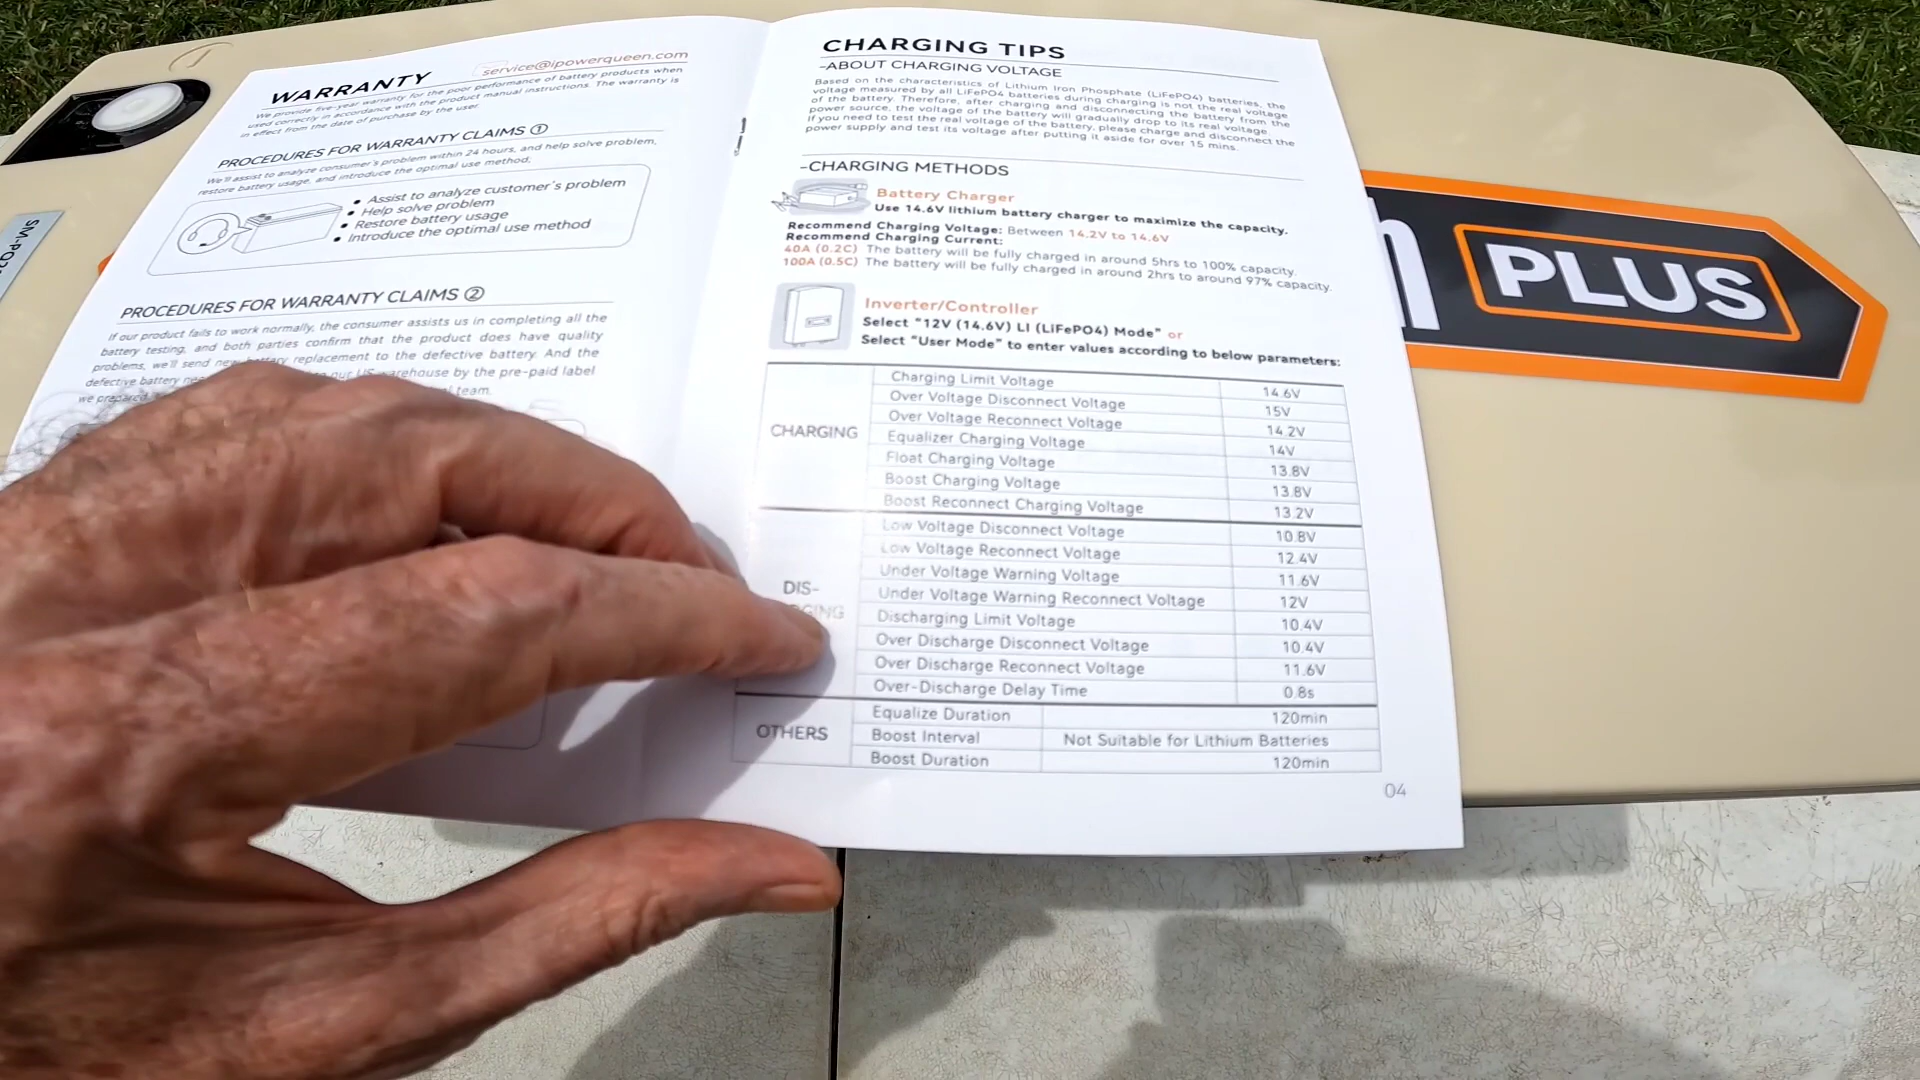 service@ipowerqueen.com
WARRANTY
We provide five-year warranty for the poor performance of battery products when
used correctly in accordance with the product manual instructions. The warranty is
in effect from the date of purchase by the user.
PROCEDURES FOR WARRANTY CLAIMS ①
We'll assist to analyze consumer's problem within 24 hours, and help solve problem,
restore battery usage, and introduce the optimal use method.
• Assist to analyze customer's problem
• Help solve problem
• Restore battery usage
• Introduce the optimal use method
PROCEDURES FOR WARRANTY CLAIMS ②
If our product fails to work normally, the consumer assists us in completing all the
battery testing, and both parties confirm that the product does have quality
problems, we'll send new battery replacement to the defective battery. And the
defective battery our US warehouse by the pre-paid label
we prepared team.
CHARGING TIPS
-ABOUT CHARGING VOLTAGE
Based on the characteristics of Lithium Iron Phosphate (LiFePO4) batteries, the
voltage measured by all LiFePO4 batteries during charging is not the real voltage
of the battery. Therefore, after charging and disconnecting the battery from the
power source, the voltage of the battery will gradually drop to its real voltage.
If you need to test the real voltage of the battery, please charge and disconnect the
power supply and test its voltage after putting it aside for over 15 mins.
-CHARGING METHODS
Battery Charger
Use 14.6V lithium battery charger to maximize the capacity.
Recommend Charging Voltage: Between 14.2V to 14.6V
Recommend Charging Current:
40A (0.2C) The battery will be fully charged in around 5hrs to 100% capacity.
100A (0.5C) The battery will be fully charged in around 2hrs to around 97% capacity.
Inverter/Controller
Select "12V (14.6V) LI (LiFePO4) Mode" or
Select "User Mode" to enter values according to below parameters:
CHARGING
Charging Limit Voltage 14.6V
Over Voltage Disconnect Voltage 15V
Over Voltage Reconnect Voltage 14.2V
Equalizer Charging Voltage 14V
Float Charging Voltage 13.8V
Boost Charging Voltage 13.8V
Boost Reconnect Charging Voltage 13.2V
DIS-
GING
Low Voltage Disconnect Voltage 10.8V
Low Voltage Reconnect Voltage 12.4V
Under Voltage Warning Voltage 11.6V
Under Voltage Warning Reconnect Voltage 12V
Discharging Limit Voltage 10.4V
Over Discharge Disconnect Voltage 10.4V
Over Discharge Reconnect Voltage 11.6V
Over-Discharge Delay Time 0.8s
OTHERS
Equalize Duration 120min
Boost Interval Not Suitable for Lithium Batteries
Boost Duration 120min
04
PLUS